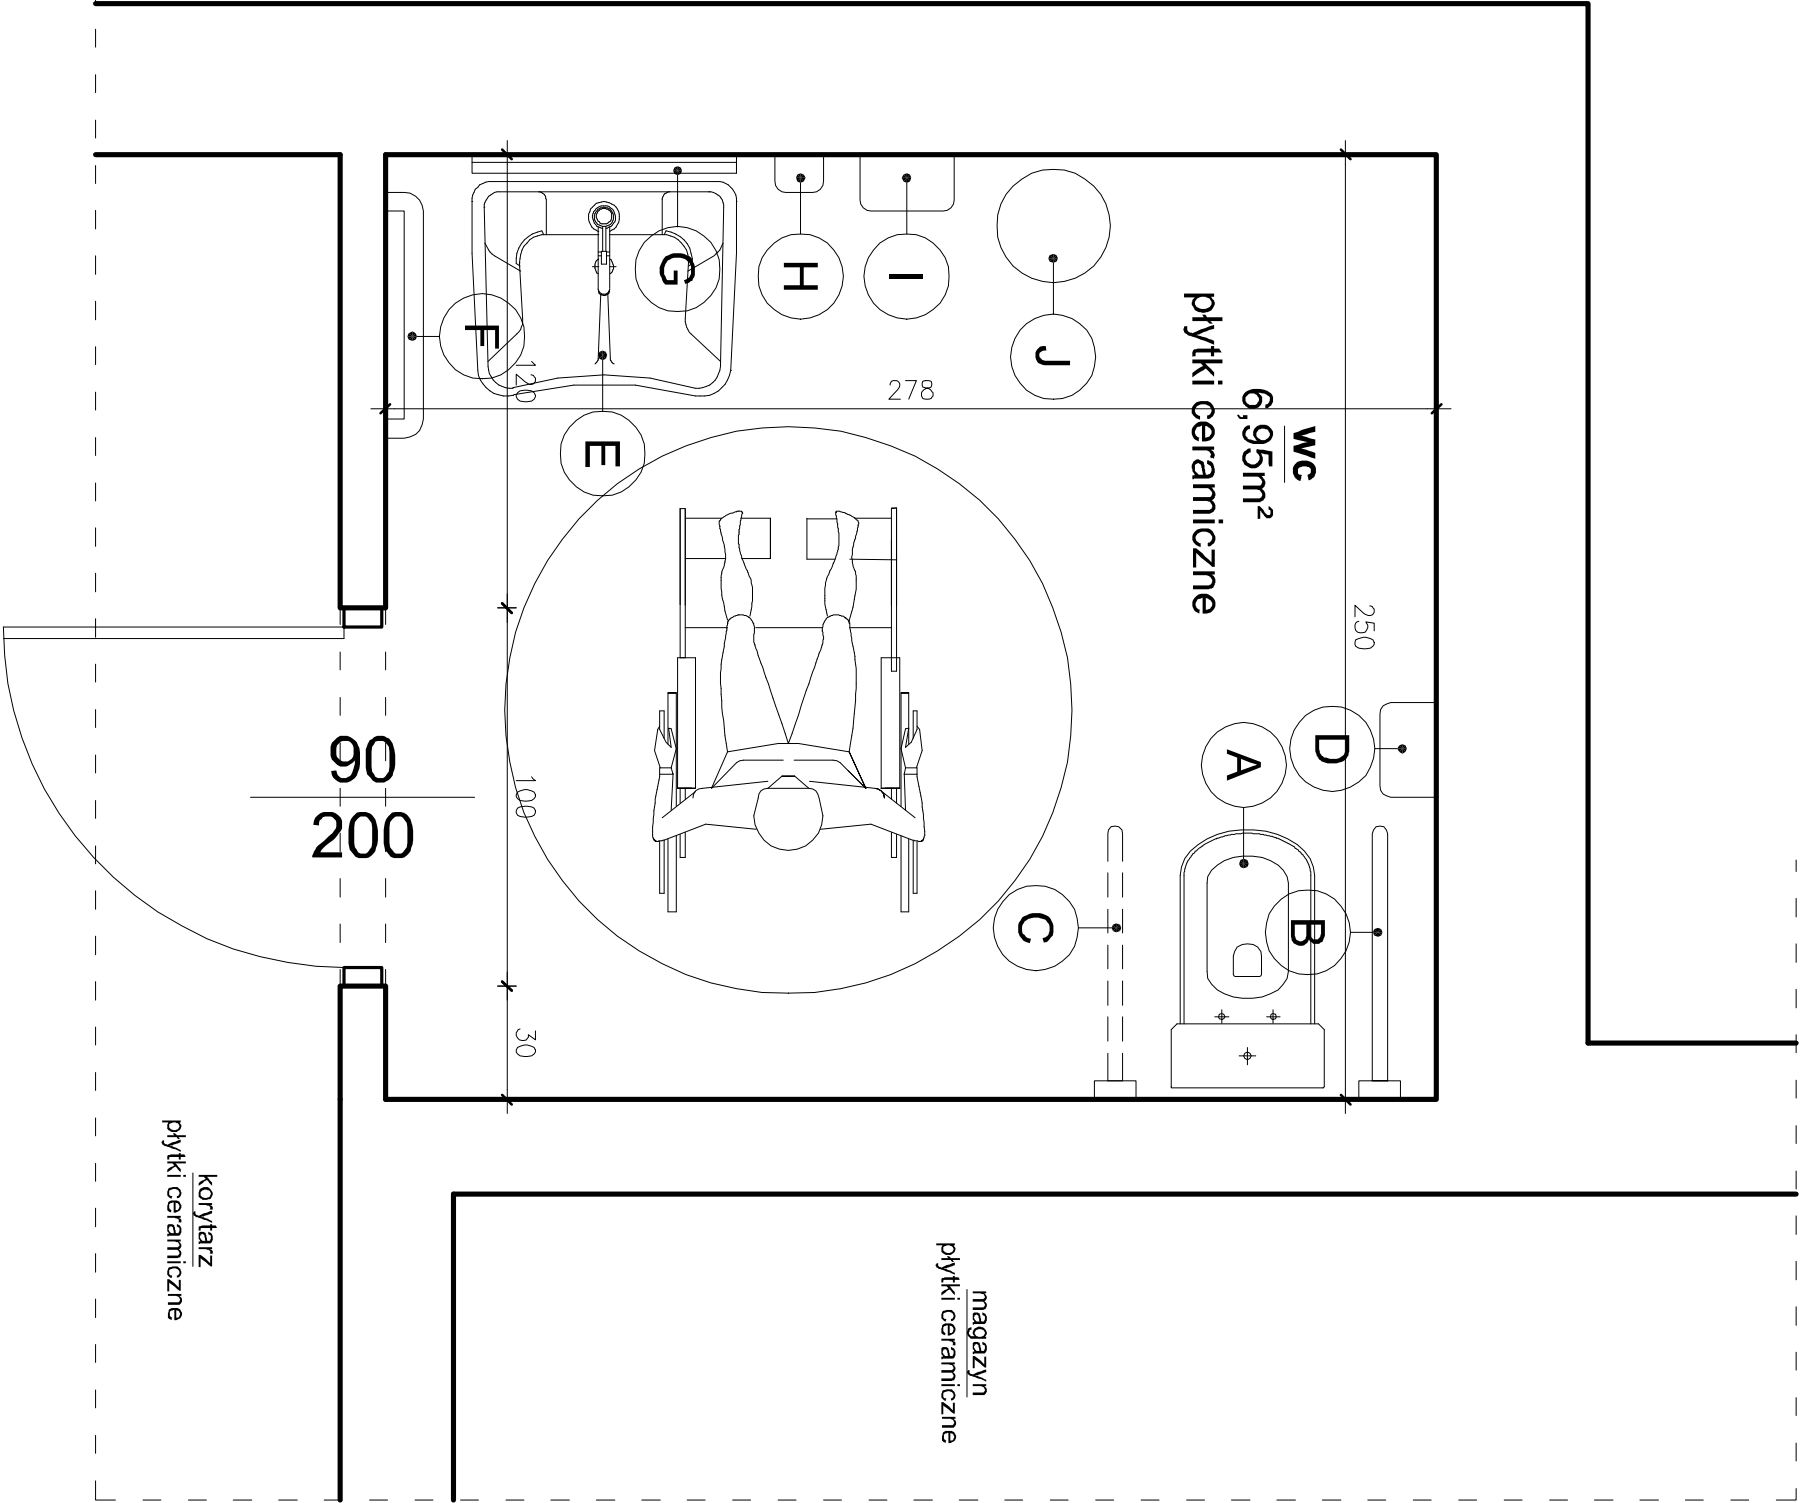 G
H
I
J
F
E
120
278
wc
6,95m²
płytki ceramiczne
250
D
A
B
C
90
200
100
30
korytarz
płytki ceramiczne
magazyn
płytki ceramiczne